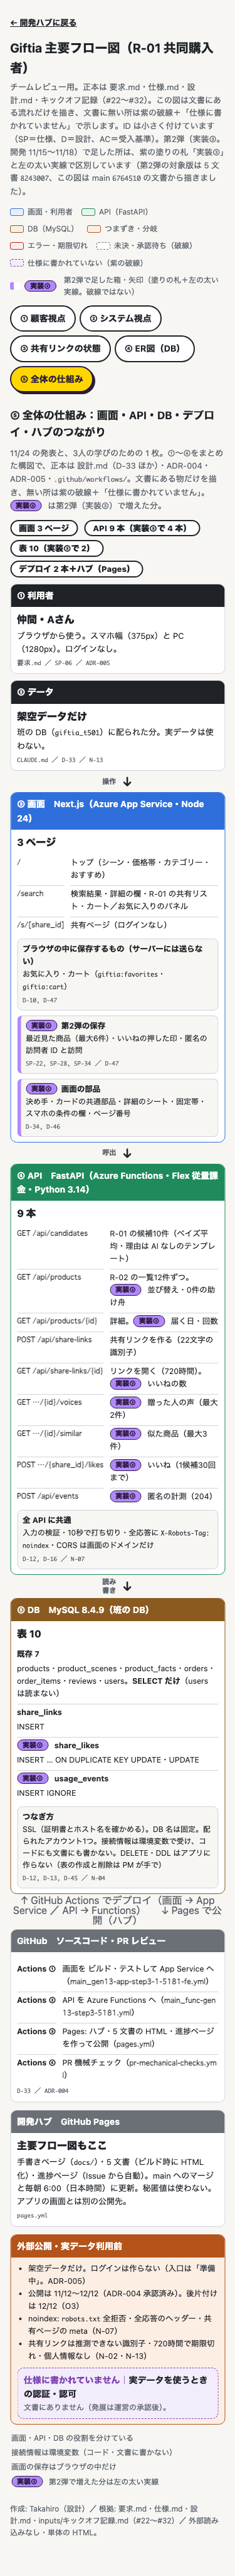 ← 開発ハブに戻る
Giftia 主要フロー図（R-01 共同購入
者）
チームレビュー用。正本は 要求.md・仕様.md・設
計.md・キックオフ記録（#22〜#32）。この図は文書にあ
る流れだけを描き、文書に無い所は紫の破線＋「仕様に書
かれていません」で示します。ID は小さく付けています
（SP＝仕様、D＝設計、AC＝受入基準）。第2弾（実装②。
開発 11/15〜11/18）で足した所は、紫の塗りの札「実装②」
と左の太い実線で区別しています（第2弾の対象版は 5 文
書 8243007、この図は main 6764510 の文書から描きまし
た）。
画面・利用者　API（FastAPI）
DB（MySQL）　つまずき・分岐
エラー・期限切れ　未決・承認待ち（破線）
仕様に書かれていない（紫の破線）
実装②　第2弾で足した箱・矢印（塗りの札＋左の太い
実線。破線ではない）
① 顧客視点　② システム視点
③ 共有リンクの状態　④ ER図（DB）
⑤ 全体の仕組み
⑤ 全体の仕組み：画面・API・DB・デプロ
イ・ハブのつながり
11/24 の発表と、3人の学びのための 1 枚。①〜④をまとめ
た構図で、正本は 設計.md（D-33 ほか）・ADR-004・
ADR-005・.github/workflows/。文書にある物だけを描
き、無い所は紫の破線＋「仕様に書かれていません」。
実装② は第2弾（実装②）で増えた分。
画面 3 ページ　API 9 本（実装②で 4 本）
表 10（実装②で 2）
デプロイ 2 本＋ハブ（Pages）
① 利用者
仲間・Aさん
ブラウザから使う。スマホ幅（375px）と PC
（1280px）。ログインなし。
要求.md ／ SP-06 ／ ADR-005
② データ
架空データだけ
班の DB（giftia_t501）に配られた分。実データは使
わない。
CLAUDE.md ／ D-33 ／ N-13
操作 ↓
③ 画面　Next.js（Azure App Service・Node
24）
3 ページ
/　トップ（シーン・価格帯・カテゴリー・
おすすめ）
/search　検索結果・詳細の欄・R-01 の共有リス
ト・カート／お気に入りのパネル
/s/[share_id]　共有ページ（ログインなし）
ブラウザの中に保存するもの（サーバーには送らな
い）
お気に入り・カート（giftia:favorites・
giftia:cart）
D-10、D-47
実装② 第2弾の保存
最近見た商品（最大6件）・いいねの押した印・匿名の
訪問者 ID と訪問
SP-22、SP-28、SP-34 ／ D-47
実装② 画面の部品
決め手・カードの共通部品・詳細のシート・固定帯・
スマホの条件の欄・ページ番号
D-34、D-46
呼出 ↓
④ API　FastAPI（Azure Functions・Flex 従量課
金・Python 3.14）
9 本
GET /api/candidates　R-01 の候補10件（ベイズ平
均・理由は AI なしのテンプレ
ート）
GET /api/products　R-02 の一覧12件ずつ。
実装② 並び替え・0件の助
け舟
GET /api/products/{id}　詳細。実装② 届く日・回数
POST /api/share-links　共有リンクを作る（22文字の
識別子）
GET /api/share-links/{id}　リンクを開く（720時間）。
実装② いいねの数
GET …/{id}/voices　実装② 贈った人の声（最大
2件）
GET …/{id}/similar　実装② 似た商品（最大3
件）
POST …/{share_id}/likes　実装② いいね（1候補30回
まで）
POST /api/events　実装② 匿名の計測（204）
全 API に共通
入力の検証・10秒で打ち切り・全応答に X-Robots-Tag:
noindex・CORS は画面のドメインだけ
D-12、D-16 ／ N-07
読み
書き ↓
⑤ DB　MySQL 8.4.9（班の DB）
表 10
既存 7
products・product_scenes・product_facts・orders・
order_items・reviews・users。SELECT だけ（users
は読まない）
share_links
INSERT
実装② share_likes
INSERT … ON DUPLICATE KEY UPDATE・UPDATE
実装② usage_events
INSERT IGNORE
つなぎ方
SSL（証明書とホスト名を確かめる）。DB 名は固定。配
られたアカウント1つ。接続情報は環境変数で受け、コー
ドにも文書にも書かない。DELETE・DDL はアプリに
作らない（表の作成と削除は PM が手で）
D-12、D-13、D-45 ／ N-04
↑ GitHub Actions でデプロイ（画面 → App
Service ／ API → Functions）　↓ Pages で公
開（ハブ）
GitHub　ソースコード・PR レビュー
Actions ①　画面を ビルド・テストして App Service へ
（main_gen13-app-step3-1-5181-fe.yml）
Actions ②　API を Azure Functions へ（main_func-gen
13-step3-5181.yml）
Actions ③　Pages: ハブ・5 文書の HTML・進捗ページ
を作って公開（pages.yml）
Actions ④　PR 機械チェック（pr-mechanical-checks.ym
l）
D-33 ／ ADR-004
開発ハブ　GitHub Pages
主要フロー図もここ
手書きページ（docs/）・5 文書（ビルド時に HTML
化）・進捗ページ（Issue から自動）。main へのマージ
と毎朝 6:00（日本時間）に更新。秘匿値は使わない。
アプリの画面とは別の公開先。
pages.yml
外部公開・実データ利用前
架空データだけ。ログインは作らない（入口は「準備
中」。ADR-005）
公開は 11/12〜12/12（ADR-004 承認済み）。後片付け
は 12/12（O3）
noindex: robots.txt 全拒否・全応答のヘッダー・共
有ページの meta（N-07）
共有リンクは推測できない識別子・720時間で期限切
れ・個人情報なし（N-02・N-13）
仕様に書かれていません｜実データを使うとき
の認証・認可
文書にありません（発展は運営の承認後）。
画面・API・DB の役割を分けている
接続情報は環境変数（コード・文書に書かない）
画面の保存はブラウザの中だけ
実装② 第2弾で増えた分は左の太い実線
作成: Takahiro（設計）／ 根拠: 要求.md・仕様.md・設
計.md・inputs/キックオフ記録.md（#22〜#32）／ 外部読み
込みなし・単体の HTML。